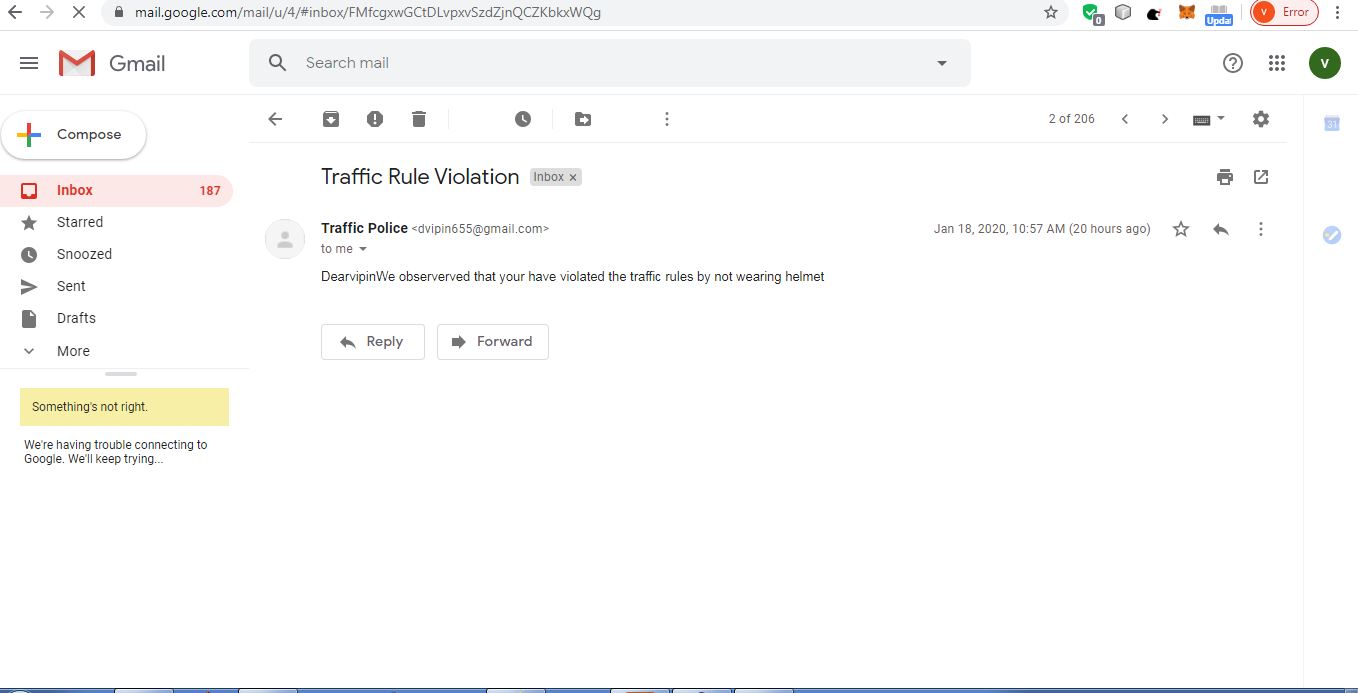 mail.google.com/mail/u/4/#inbox/FMfcgxwGCtDLvpxvSzdZjnQCZKbkxWQg
0
Updat
V Error
Gmail
Search mail
V
Compose
2 of 206
31
Traffic Rule Violation
Inbox x
Inbox 187
Starred
Snoozed
Sent
Drafts
More
Traffic Police <dvipin655@gmail.com>
Jan 18, 2020, 10:57 AM (20 hours ago)
to me
DearvipinWe observerved that your have violated the traffic rules by not wearing helmet
Reply
Forward
Something's not right.
We're having trouble connecting to
Google. We'll keep trying...